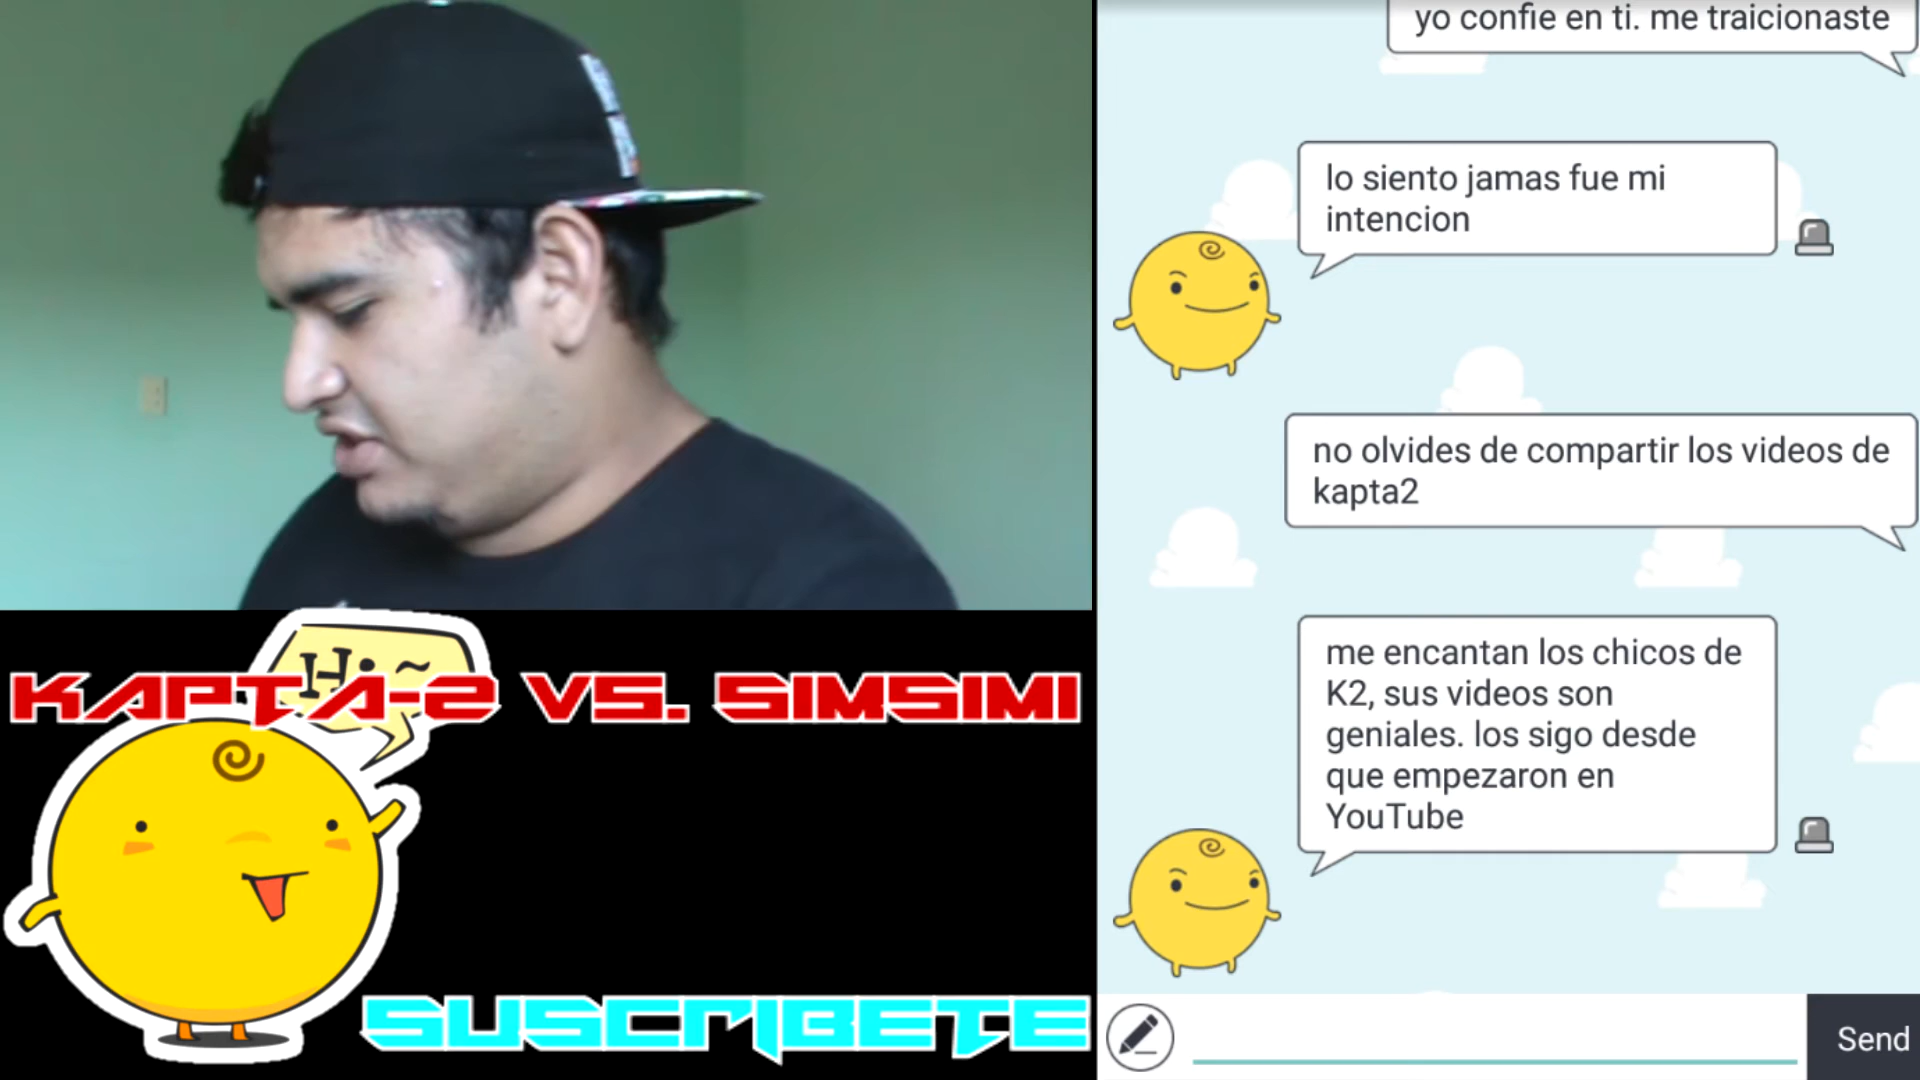 yo confie en ti. me traicionaste
lo siento jamas fue mi
intencion
no olvides de compartir los videos de
kapta2
me encantan los chicos de
K2, sus videos son
geniales. los sigo desde
que empezaron en
YouTube
Send
Hi ~
KAPTA-2 VS. SIMSIMI
SUSCRIBETE